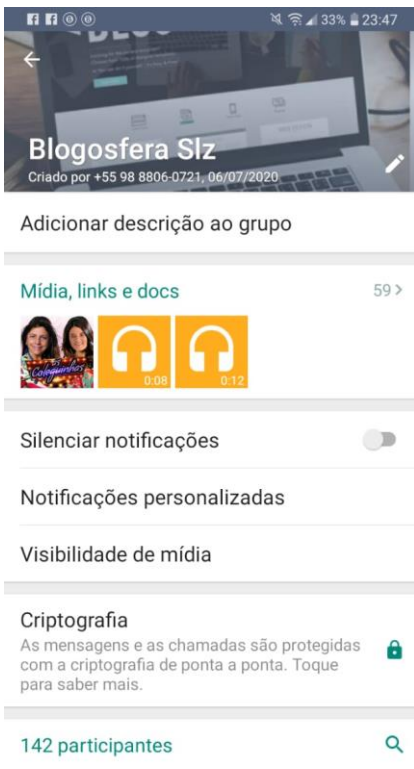 33% 23:47
BLOG
Blogosfera Slz
Criado por +55 98 8806-0721, 06/07/2020
Adicionar descrição ao grupo
Mídia, links e docs 59 >
Coleguinhas
0:08 0:12
Silenciar notificações
Notificações personalizadas
Visibilidade de mídia
Criptografia
As mensagens e as chamadas são protegidas
com a criptografia de ponta a ponta. Toque
para saber mais.
142 participantes